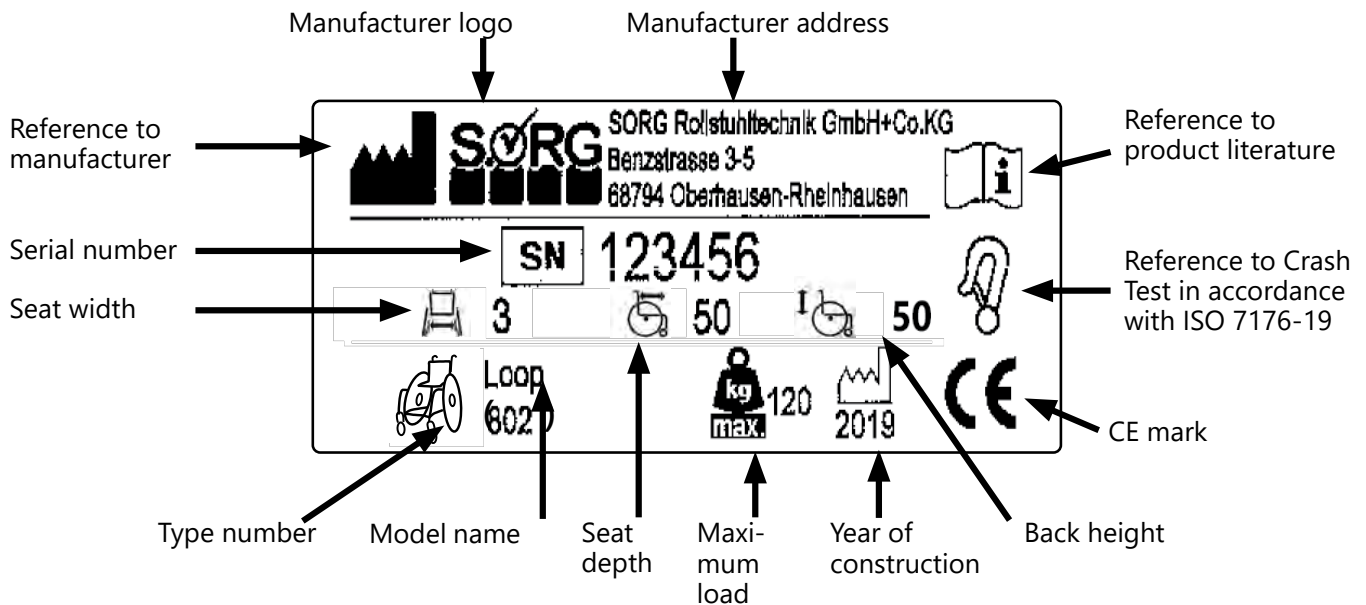 Manufacturer logo
Manufacturer address
Reference to
manufacturer
SORG
SORG Rollstuhltechnik GmbH+Co.KG
Benzstrasse 3-5
68794 Oberhausen-Rheinhausen
i
Reference to
product literature
Serial number
SN 123456
Reference to Crash
Test in accordance
with ISO 7176-19
Seat width
3 50 50
Loop
kg
max. 120
2019
CE
CE mark
Type number
Model name
Seat
depth
Maxi-
mum
load
Year of
construction
Back height